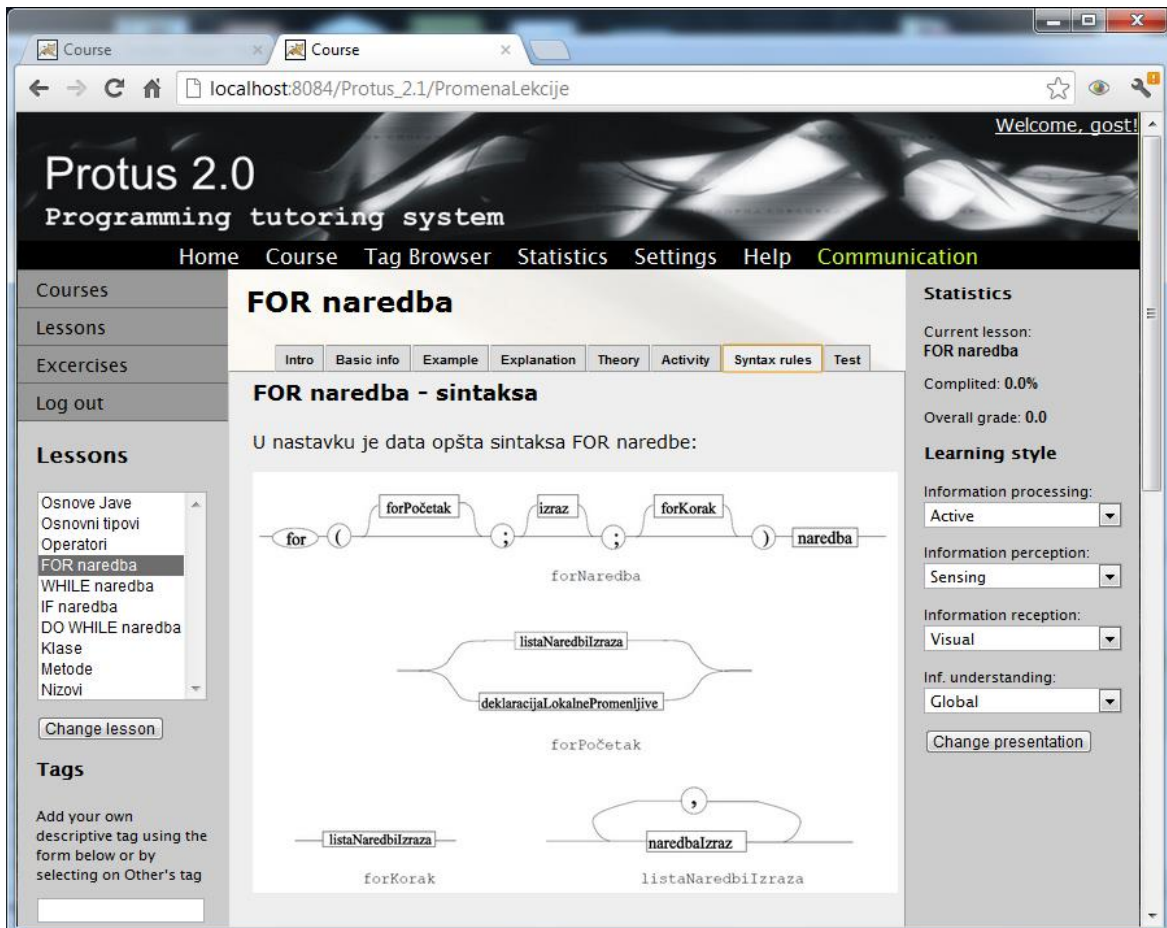 Course
Course
localhost:8084/Protus_2.1/PromenaLekcije
Welcome, gost!
Protus 2.0
Programming tutoring system
Home Course Tag Browser Statistics Settings Help Communication
Courses
Lessons
Excercises
Log out
Lessons
Osnove Jave
Osnovni tipovi
Operatori
FOR naredba
WHILE naredba
IF naredba
DO WHILE naredba
Klase
Metode
Nizovi
Change lesson
Tags
Add your own
descriptive tag using the
form below or by
selecting on Other's tag
FOR naredba
Intro Basic info Example Explanation Theory Activity Syntax rules Test
FOR naredba - sintaksa
U nastavku je data opšta sintaksa FOR naredbe:
forPočetak izraz forKorak
for ( ; ; ) naredba
forNaredba
listaNaredbiIzraza
deklaracijaLokalnePromenljive
forPočetak
,
listaNaredbiIzraza naredbaIzraz
forKorak listaNaredbiIzraza
Statistics
Current lesson:
FOR naredba
Complited: 0.0%
Overall grade: 0.0
Learning style
Information processing:
Active
Information perception:
Sensing
Information reception:
Visual
Inf. understanding:
Global
Change presentation